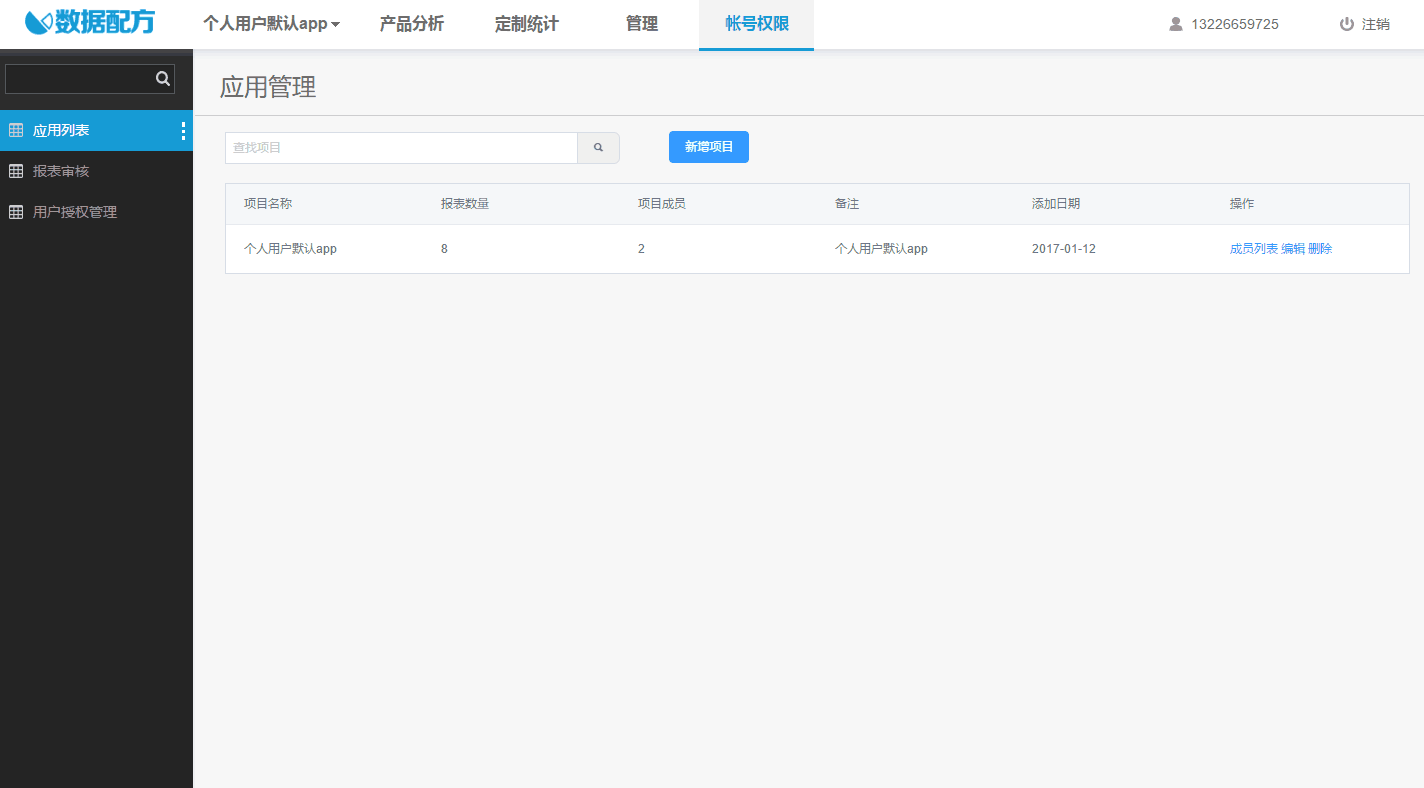 数据配方 个人用户默认app 产品分析 定制统计 管理 帐号权限 13226659725 注销
应用管理
应用列表
报表审核
用户授权管理
查找项目 新增项目
项目名称 报表数量 项目成员 备注 添加日期 操作
个人用户默认app 8 2 个人用户默认app 2017-01-12 成员列表 编辑 删除